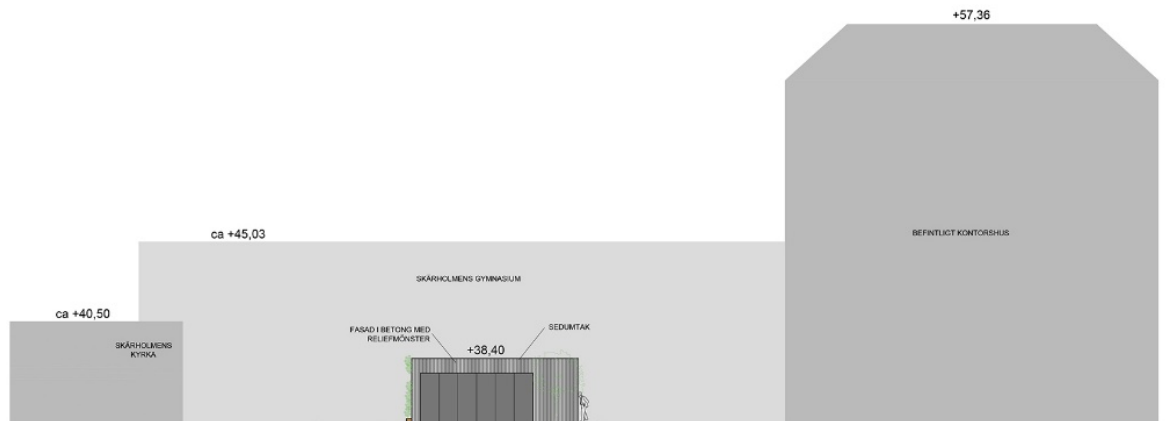 +57,36
ca +45,03
BEFINTLIGT KONTORSHUS
SKÄRHOLMENS GYMNASIUM
ca +40,50
SKÄRHOLMENS
KYRKA
FASAD I BETONG MED
RELIEFMÖNSTER
SEDUMTAK
+38,40